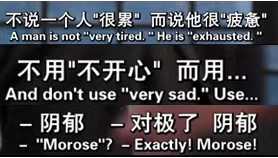 不说一个人"很累" 而说他很"疲惫"
A man is not "very tired." He is "exhausted. "
不用"不开心" 而用...
And don't use "very sad." Use...
– 阴郁 – 对极了 阴郁
– "Morose"? – Exactly! Morose!